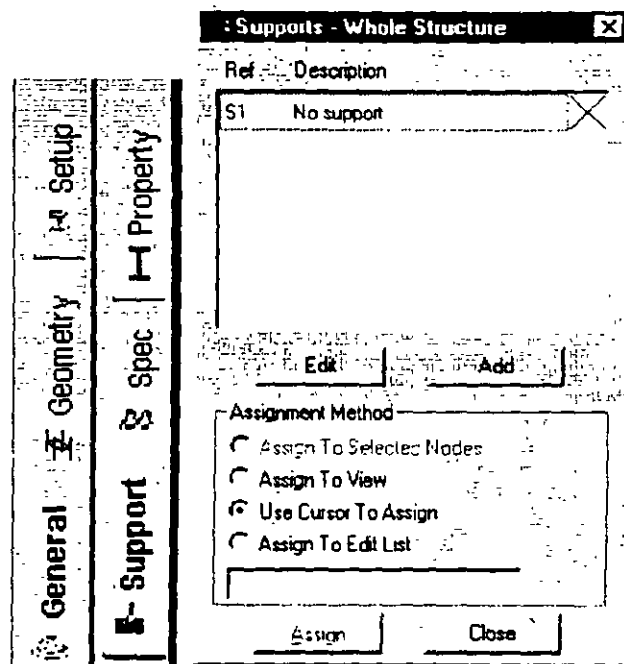 Setup
Geometry
General
Property
Spec
Support
: Supports - Whole Structure
Ref Description
S1 No support
Edit Add
Assignment Method
Assign To Selected Nodes
Assign To View
Use Cursor To Assign
Assign To Edit List
Assign Close